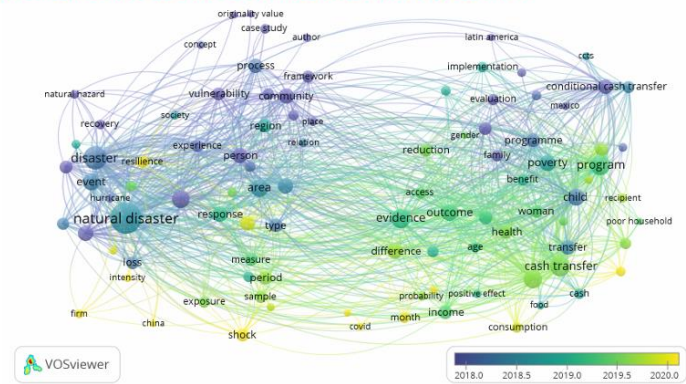 originality value
case study
concept
author
latin america
process
framework
implementation
ccts
natural hazard
vulnerability
community
evaluation
conditional cash transfer
mexico
recovery
society
region
place
gender
experience
relation
programme
disaster
resilience
person
reduction
family
poverty
program
event
area
benefit
hurricane
access
child
recipient
natural disaster
response
type
evidence
outcome
woman
poor household
health
loss
measure
difference
age
transfer
intensity
period
cash transfer
exposure
sample
probability
positive effect
cash
food
firm
china
shock
covid
month
income
consumption
VOSviewer
2018.0 2018.5 2019.0 2019.5 2020.0